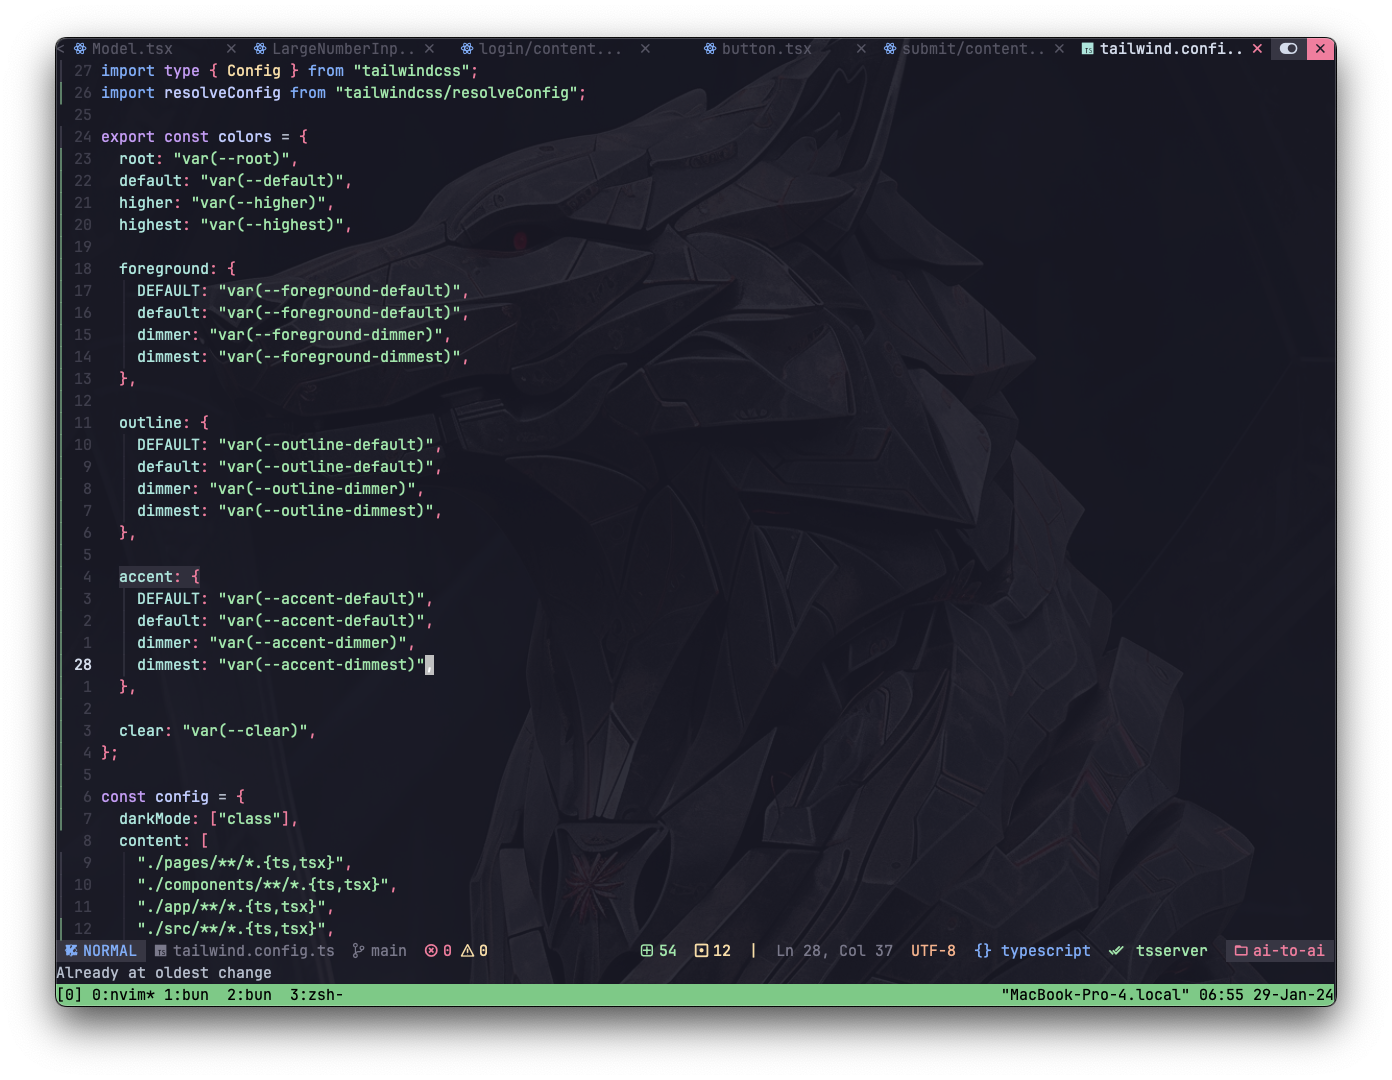 < Model.tsx × LargeNumberInp.. × login/content... × button.tsx × submit/content.. × TS tailwind.confi.. × ×
27 import type { Config } from "tailwindcss";
26 import resolveConfig from "tailwindcss/resolveConfig";
25
24 export const colors = {
23 root: "var(--root)",
22 default: "var(--default)",
21 higher: "var(--higher)",
20 highest: "var(--highest)",
19
18 foreground: {
17 DEFAULT: "var(--foreground-default)",
16 default: "var(--foreground-default)",
15 dimmer: "var(--foreground-dimmer)",
14 dimmest: "var(--foreground-dimmest)",
13 },
12
11 outline: {
10 DEFAULT: "var(--outline-default)",
9 default: "var(--outline-default)",
8 dimmer: "var(--outline-dimmer)",
7 dimmest: "var(--outline-dimmest)",
6 },
5
4 accent: {
3 DEFAULT: "var(--accent-default)",
2 default: "var(--accent-default)",
1 dimmer: "var(--accent-dimmer)",
28 dimmest: "var(--accent-dimmest)",
1 },
2
3 clear: "var(--clear)",
4 };
5
6 const config = {
7 darkMode: ["class"],
8 content: [
9 "./pages/**/*.{ts,tsx}",
10 "./components/**/*.{ts,tsx}",
11 "./app/**/*.{ts,tsx}",
12 "./src/**/*.{ts,tsx}",
NORMAL TS tailwind.config.ts main 0 0 54 12 | Ln 28, Col 37 UTF-8 {} typescript tsserver ai-to-ai
Already at oldest change
[0] 0:nvim* 1:bun 2:bun 3:zsh- "MacBook-Pro-4.local" 06:55 29-Jan-24